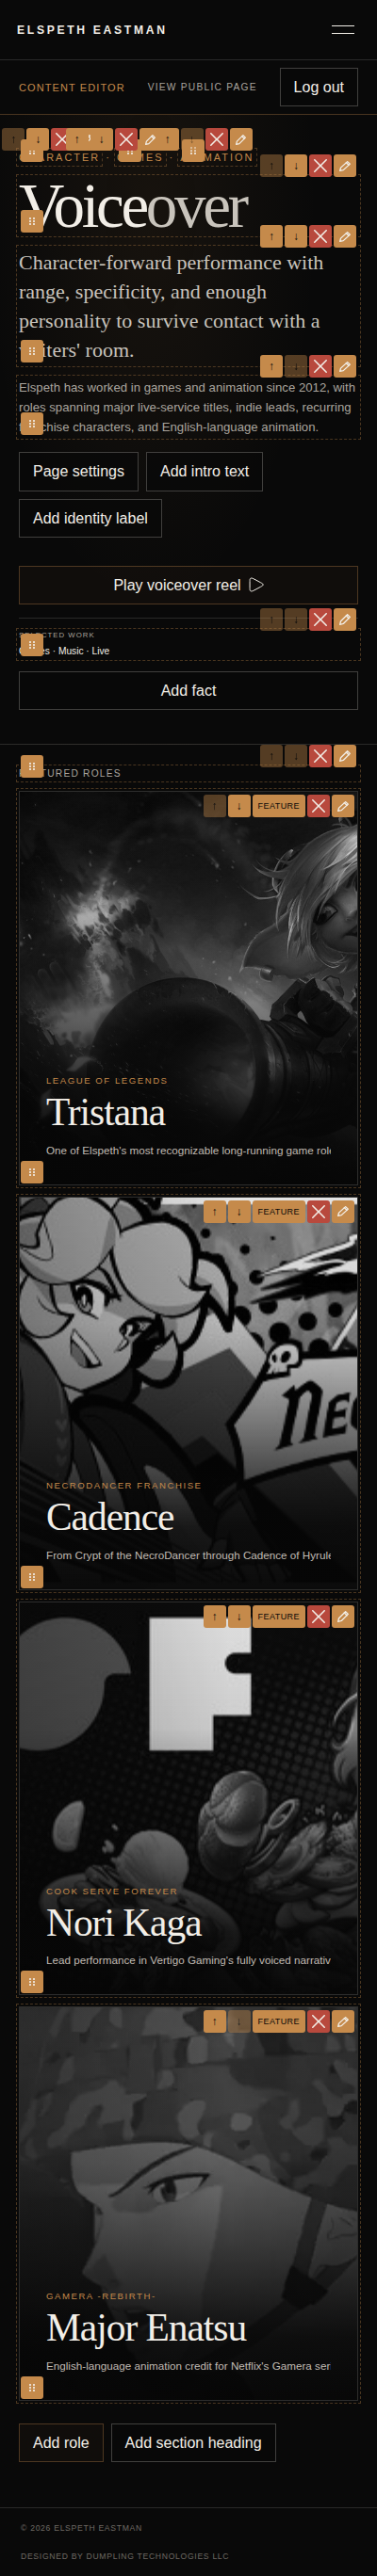 ELSPETH EASTMAN
CONTENT EDITOR VIEW PUBLIC PAGE Log out
Voiceover
Character-forward performance with
range, specificity, and enough
personality to survive contact with a
room.
Elspeth has worked in games and animation since 2012, with
roles spanning major live-service titles, indie leads, recurring
characters, and English-language animation.
Page settings Add intro text
Add identity label
Play voiceover reel
WORK
· Music · Live
Add fact
ROLES
FEATURE
LEAGUE OF LEGENDS
Tristana
One of Elspeth's most recognizable long-running game
FEATURE
NECRODANCER FRANCHISE
Cadence
From Crypt of the NecroDancer through Cadence of Hyrule
FEATURE
COOK SERVE FOREVER
Nori Kaga
Lead performance in Vertigo Gaming's fully voiced
FEATURE
GAMERA -REBIRTH-
Major Enatsu
English-language animation credit for Netflix's Gamera
Add role Add section heading
© 2026 ELSPETH EASTMAN
DESIGNED BY DUMPLING TECHNOLOGIES LLC